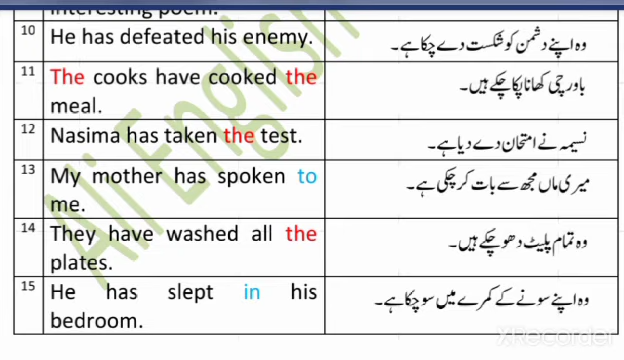 interesting poem.
10 He has defeated his enemy. وہ اپنے دشمن کو شکست دے چکا ہے۔
11 The cooks have cooked the باورچی کھانا پکا چکے ہیں۔
meal.
12 Nasima has taken the test. نسیمہ نے امتحان دے دیا ہے۔
13 My mother has spoken to میری ماں مجھ سے بات کر چکی ہے۔
me.
14 They have washed all the وہ تمام پلیٹ دھو چکے ہیں۔
plates.
15 He has slept in his وہ اپنے سونے کے کمرے میں سو چکا ہے۔
bedroom.
Ali English
XRecorder